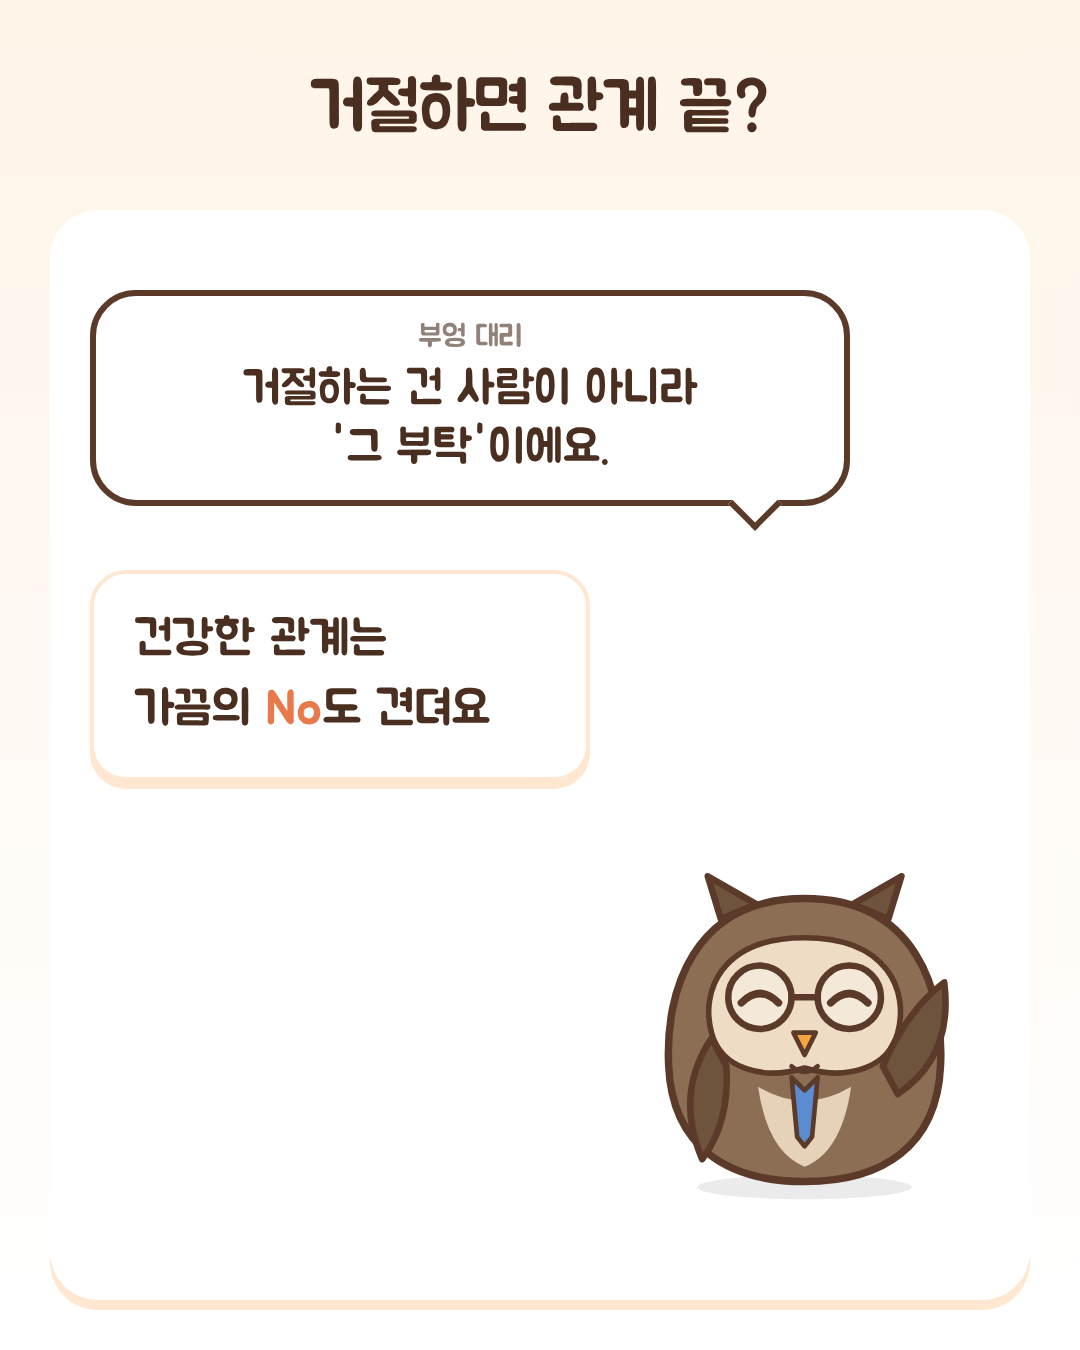 거절하면 관계 끝?
부엉 대리
거절하는 건 사람이 아니라
'그 부탁'이에요.
건강한 관계는
가끔의 No도 견뎌요